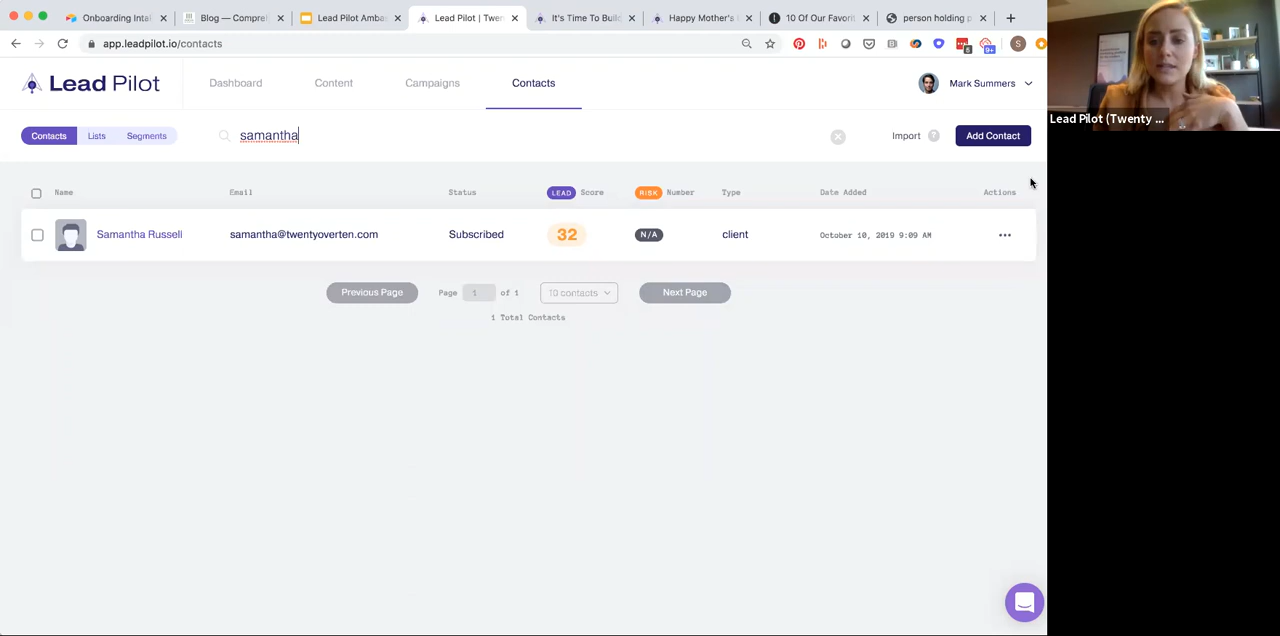 Onboarding Intal
Blog — Compreh
Lead Pilot Amba
Lead Pilot | Twen
It's Time To Build
Happy Mother's
10 Of Our Favori
person holding p
app.leadpilot.io/contacts
S
Lead Pilot
Dashboard
Content
Campaigns
Contacts
Mark Summers
Lead Pilot (Twenty ...
Contacts
Lists
Segments
samantha
Import ?
Add Contact
Name
Email
Status
LEAD Score
RISK Number
Type
Date Added
Actions
Samantha Russell
samantha@twentyoverten.com
Subscribed
32
N/A
client
October 10, 2019 9:09 AM
Previous Page
Page 1 of 1
10 contacts
Next Page
1 Total Contacts